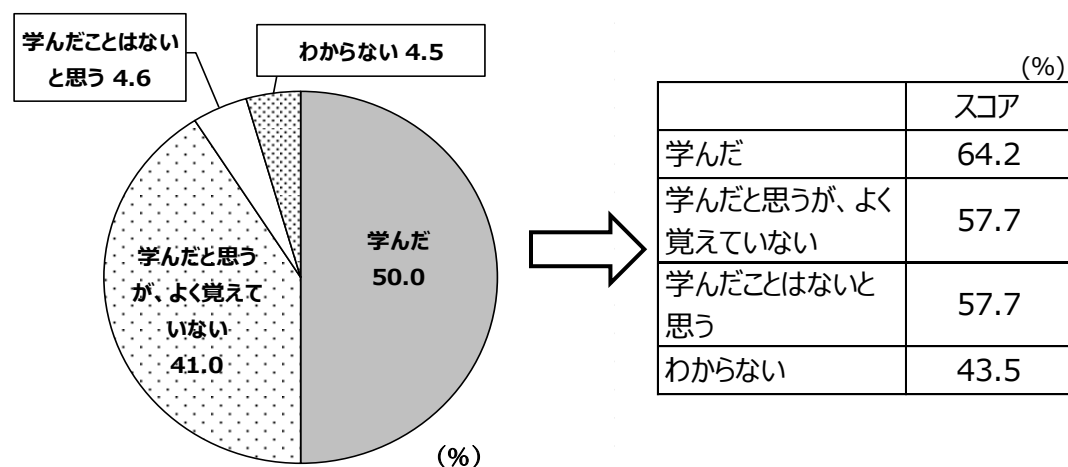 学んだことはない
と思う 4.6
わからない 4.5
学んだ
50.0
学んだと思う
が、よく覚えて
いない
41.0
(%)
(%)
スコア
学んだ 64.2
学んだと思うが、よく
覚えていない
57.7
学んだことはないと
思う
57.7
わからない 43.5